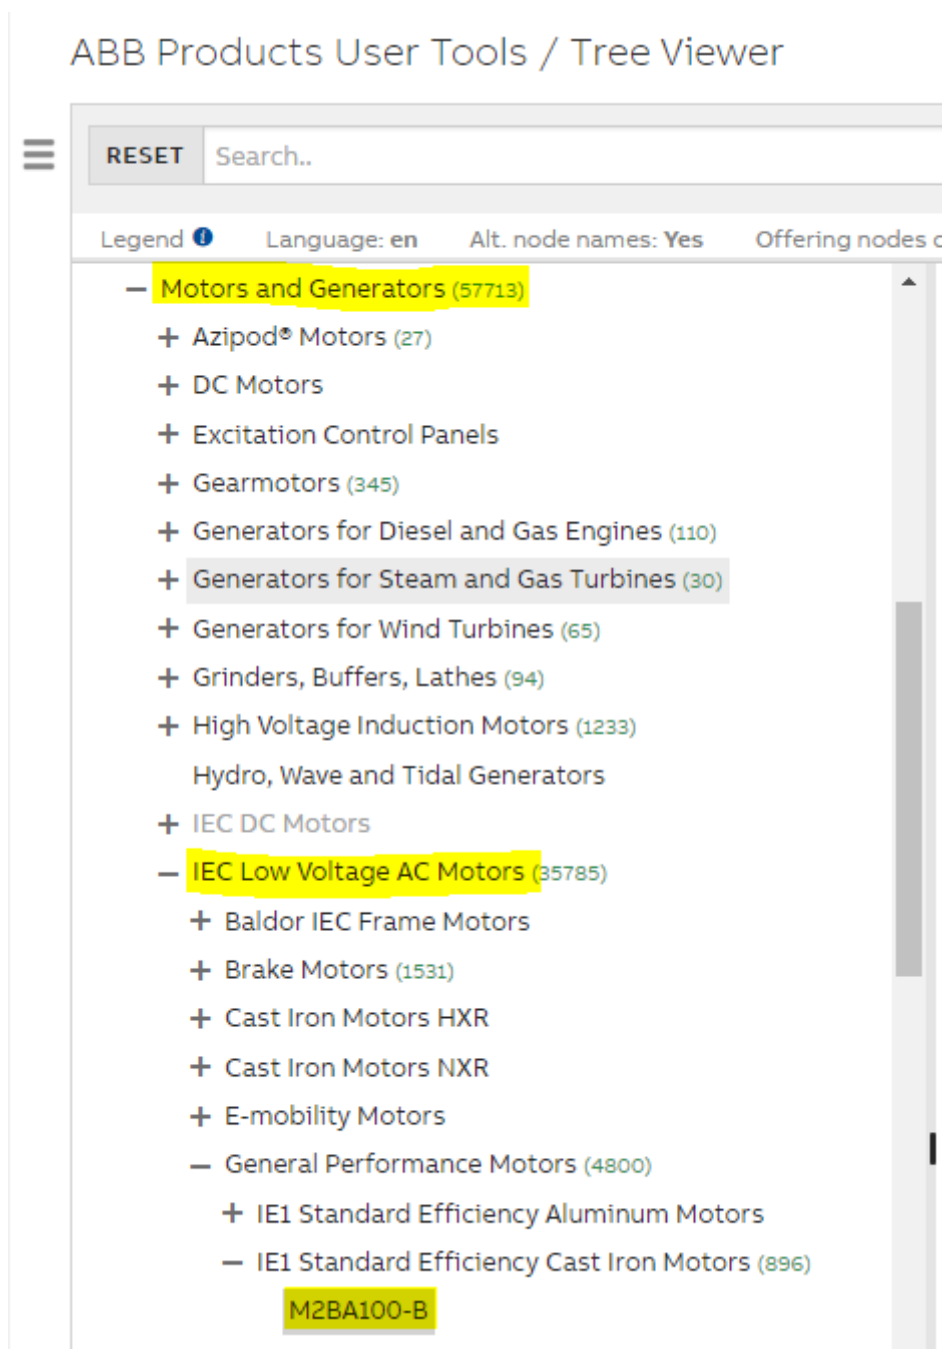 ABB Products User Tools / Tree Viewer
RESET Search..
Legend Language: en Alt. node names: Yes Offering nodes
Motors and Generators (57713)
Azipod® Motors (27)
DC Motors
Excitation Control Panels
Gearmotors (345)
Generators for Diesel and Gas Engines (110)
Generators for Steam and Gas Turbines (30)
Generators for Wind Turbines (65)
Grinders, Buffers, Lathes (94)
High Voltage Induction Motors (1233)
Hydro, Wave and Tidal Generators
IEC DC Motors
IEC Low Voltage AC Motors (35785)
Baldor IEC Frame Motors
Brake Motors (1531)
Cast Iron Motors HXR
Cast Iron Motors NXR
E-mobility Motors
General Performance Motors (4800)
IE1 Standard Efficiency Aluminum Motors
IE1 Standard Efficiency Cast Iron Motors (896)
M2BA100-B